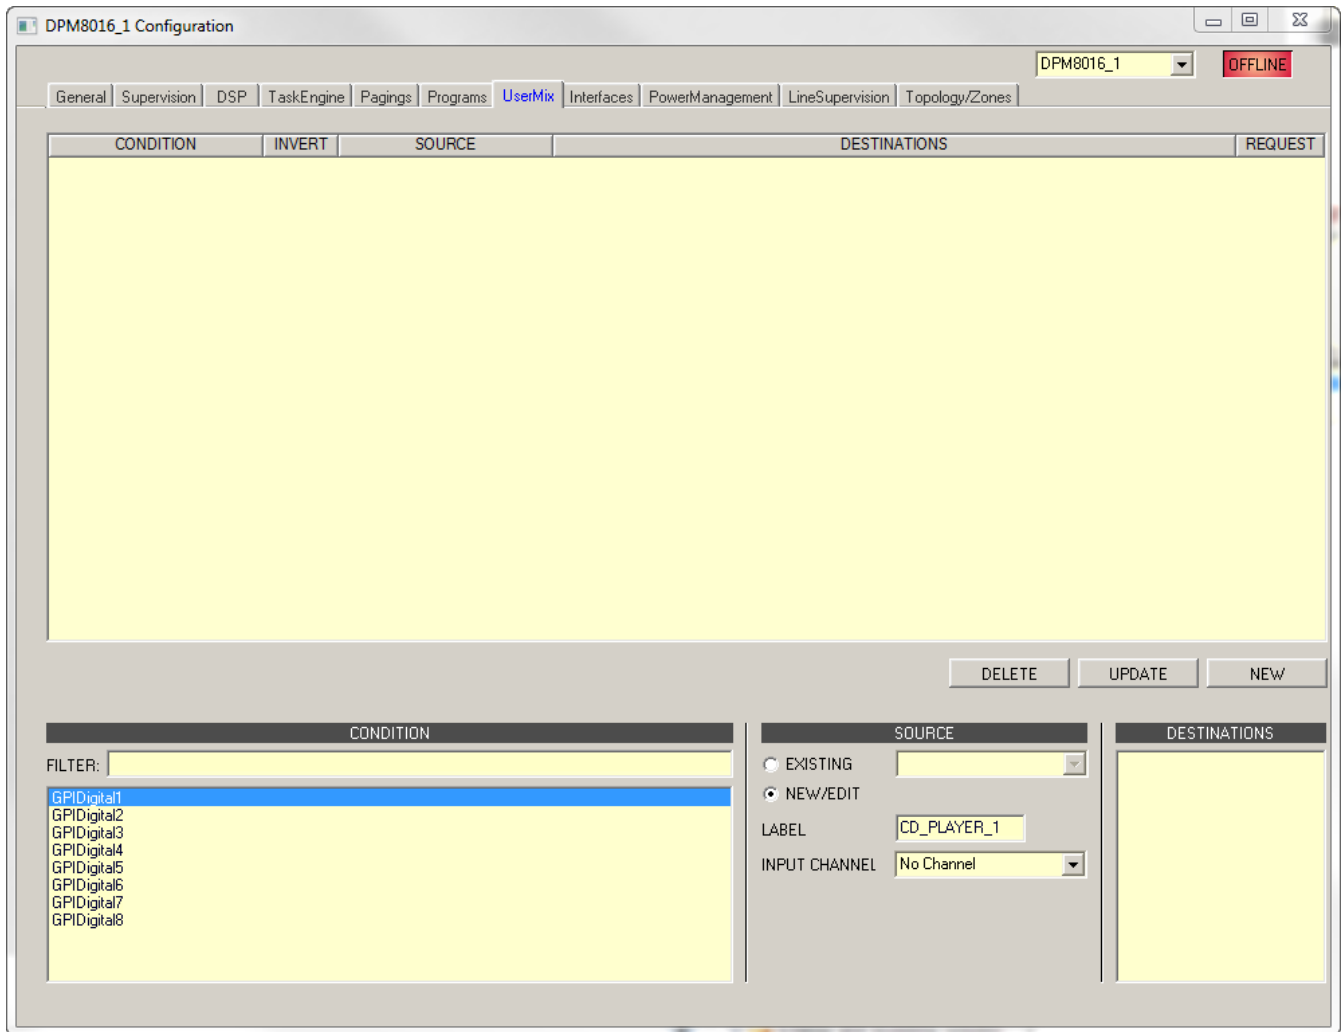 DPM8016_1 Configuration
DPM8016_1 OFFLINE
General Supervision DSP TaskEngine Pagings Programs UserMix Interfaces PowerManagement LineSupervision Topology/Zones
CONDITION INVERT SOURCE DESTINATIONS REQUEST
DELETE UPDATE NEW
CONDITION SOURCE DESTINATIONS
FILTER:
EXISTING
NEW/EDIT
LABEL CD_PLAYER_1
INPUT CHANNEL No Channel
GPIDigital1
GPIDigital2
GPIDigital3
GPIDigital4
GPIDigital5
GPIDigital6
GPIDigital7
GPIDigital8